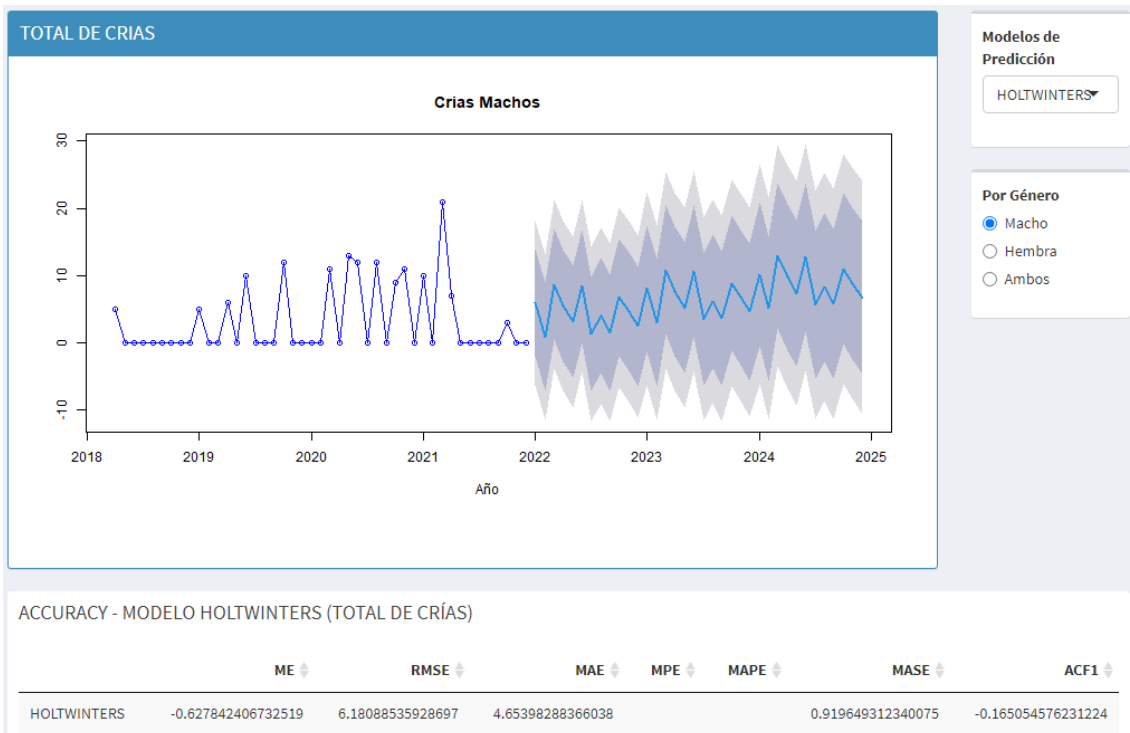 TOTAL DE CRIAS
Crias Machos
30
20
10
0
-10
2018 2019 2020 2021 2022 2023 2024 2025
Año
Modelos de
Predicción
HOLTWINTERS
Por Género
Macho
Hembra
Ambos
ACCURACY - MODELO HOLTWINTERS (TOTAL DE CRÍAS)
ME RMSE MAE MPE MAPE MASE ACF1
HOLTWINTERS -0.627842406732519 6.18088535928697 4.65398288366038 0.919649312340075 -0.165054576231224